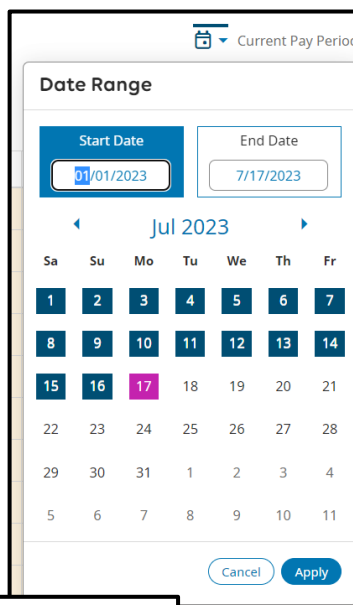 Current Pay Perio
Date Range
Start Date End Date
01/01/2023 7/17/2023
Jul 2023
Sa Su Mo Tu We Th Fr
1 2 3 4 5 6 7
8 9 10 11 12 13 14
15 16 17 18 19 20 21
22 23 24 25 26 27 28
29 30 31 1 2 3 4
5 6 7 8 9 10 11
Cancel Apply